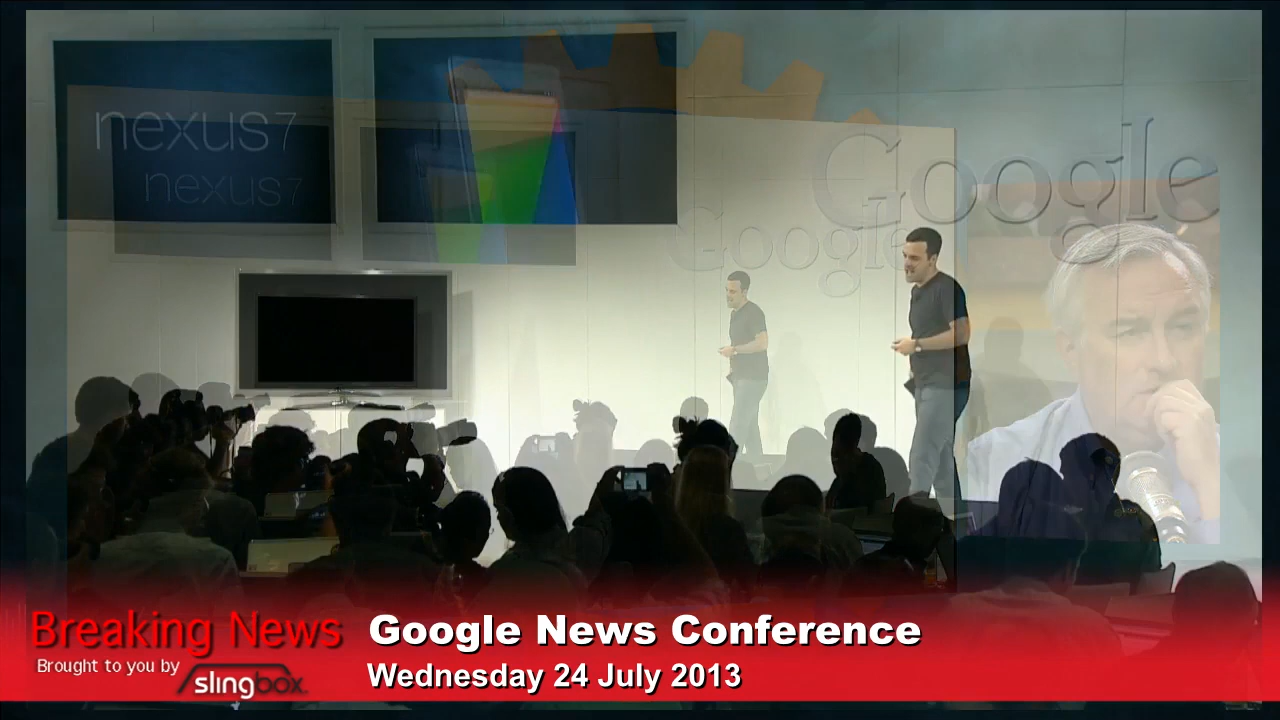 nexus7
nexus7
Google
Google
Breaking News
Brought to you by
slingbox.
Google News Conference
Wednesday 24 July 2013